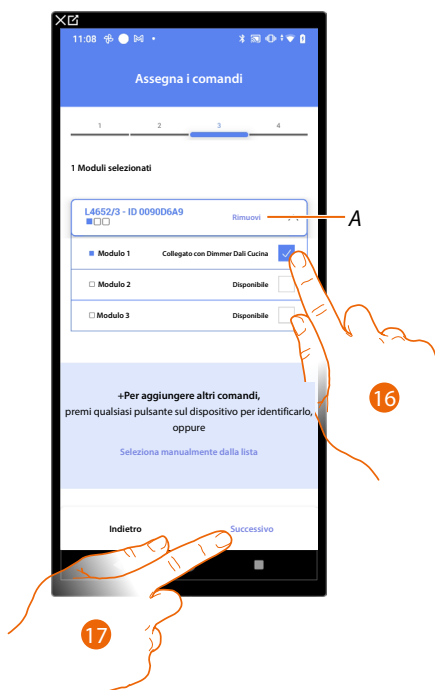 11:08
Assegna i comandi
1 2 3 4
1 Moduli selezionati
L4652/3 - ID 0090D6A9
Rimuovi
A
Modulo 1 Collegato con Dimmer Dali Cucina
Modulo 2 Disponibile
Modulo 3 Disponibile
16
+Per aggiungere altri comandi,
premi qualsiasi pulsante sul dispositivo per identificarlo,
oppure
Seleziona manualmente dalla lista
Indietro Successivo
17